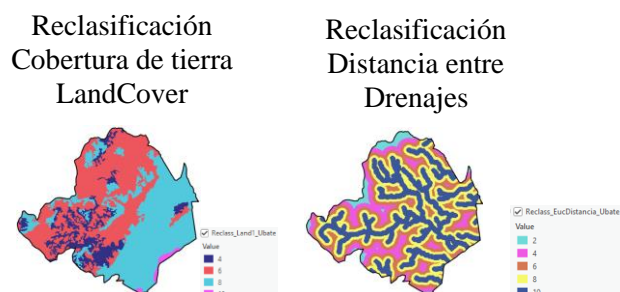 Reclasificación
Cobertura de tierra
LandCover
Reclasificación
Distancia entre
Drenajes
Reclass_Land1_Ubate
Value
4
6
8
Reclass_EucDistancia_Ubate
Value
2
4
6
8
10